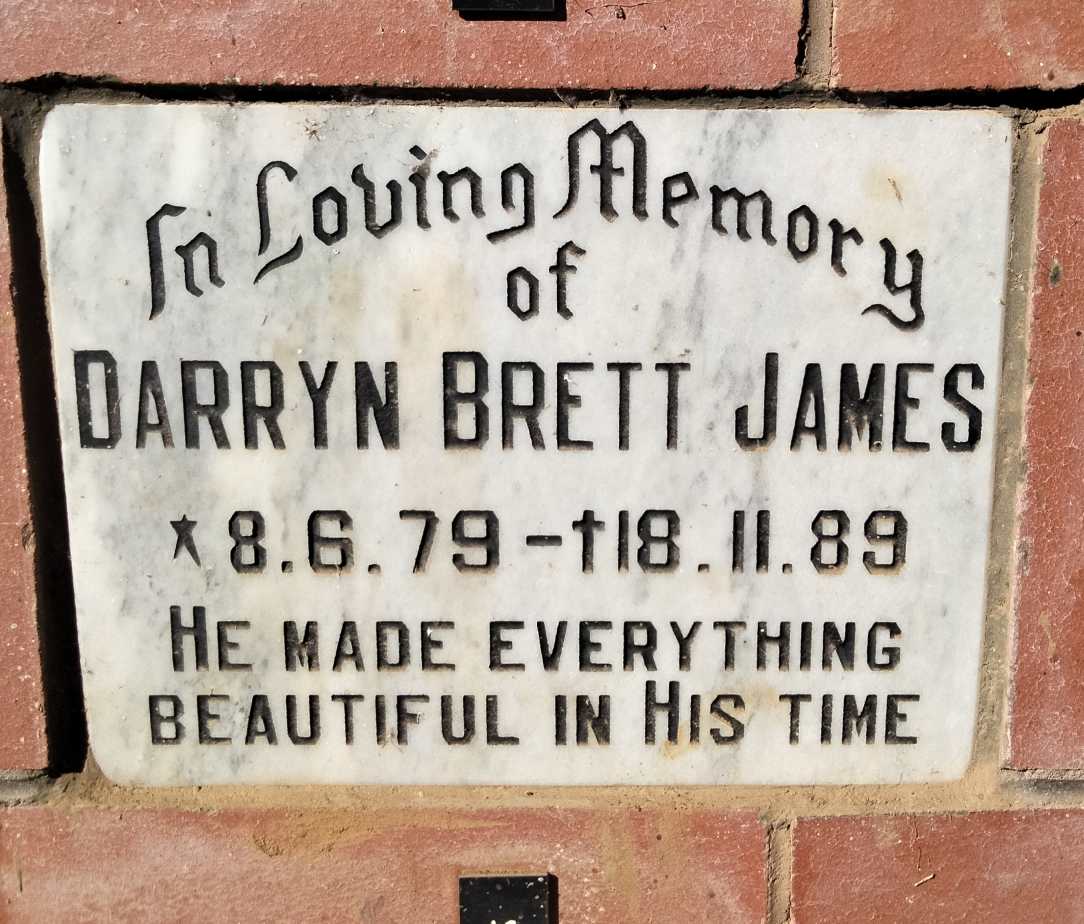 In Loving Memory
of
DARRYN BRETT JAMES
★ 8.6.79 – †18.11.89
HE MADE EVERYTHING
BEAUTIFUL IN HIS TIME